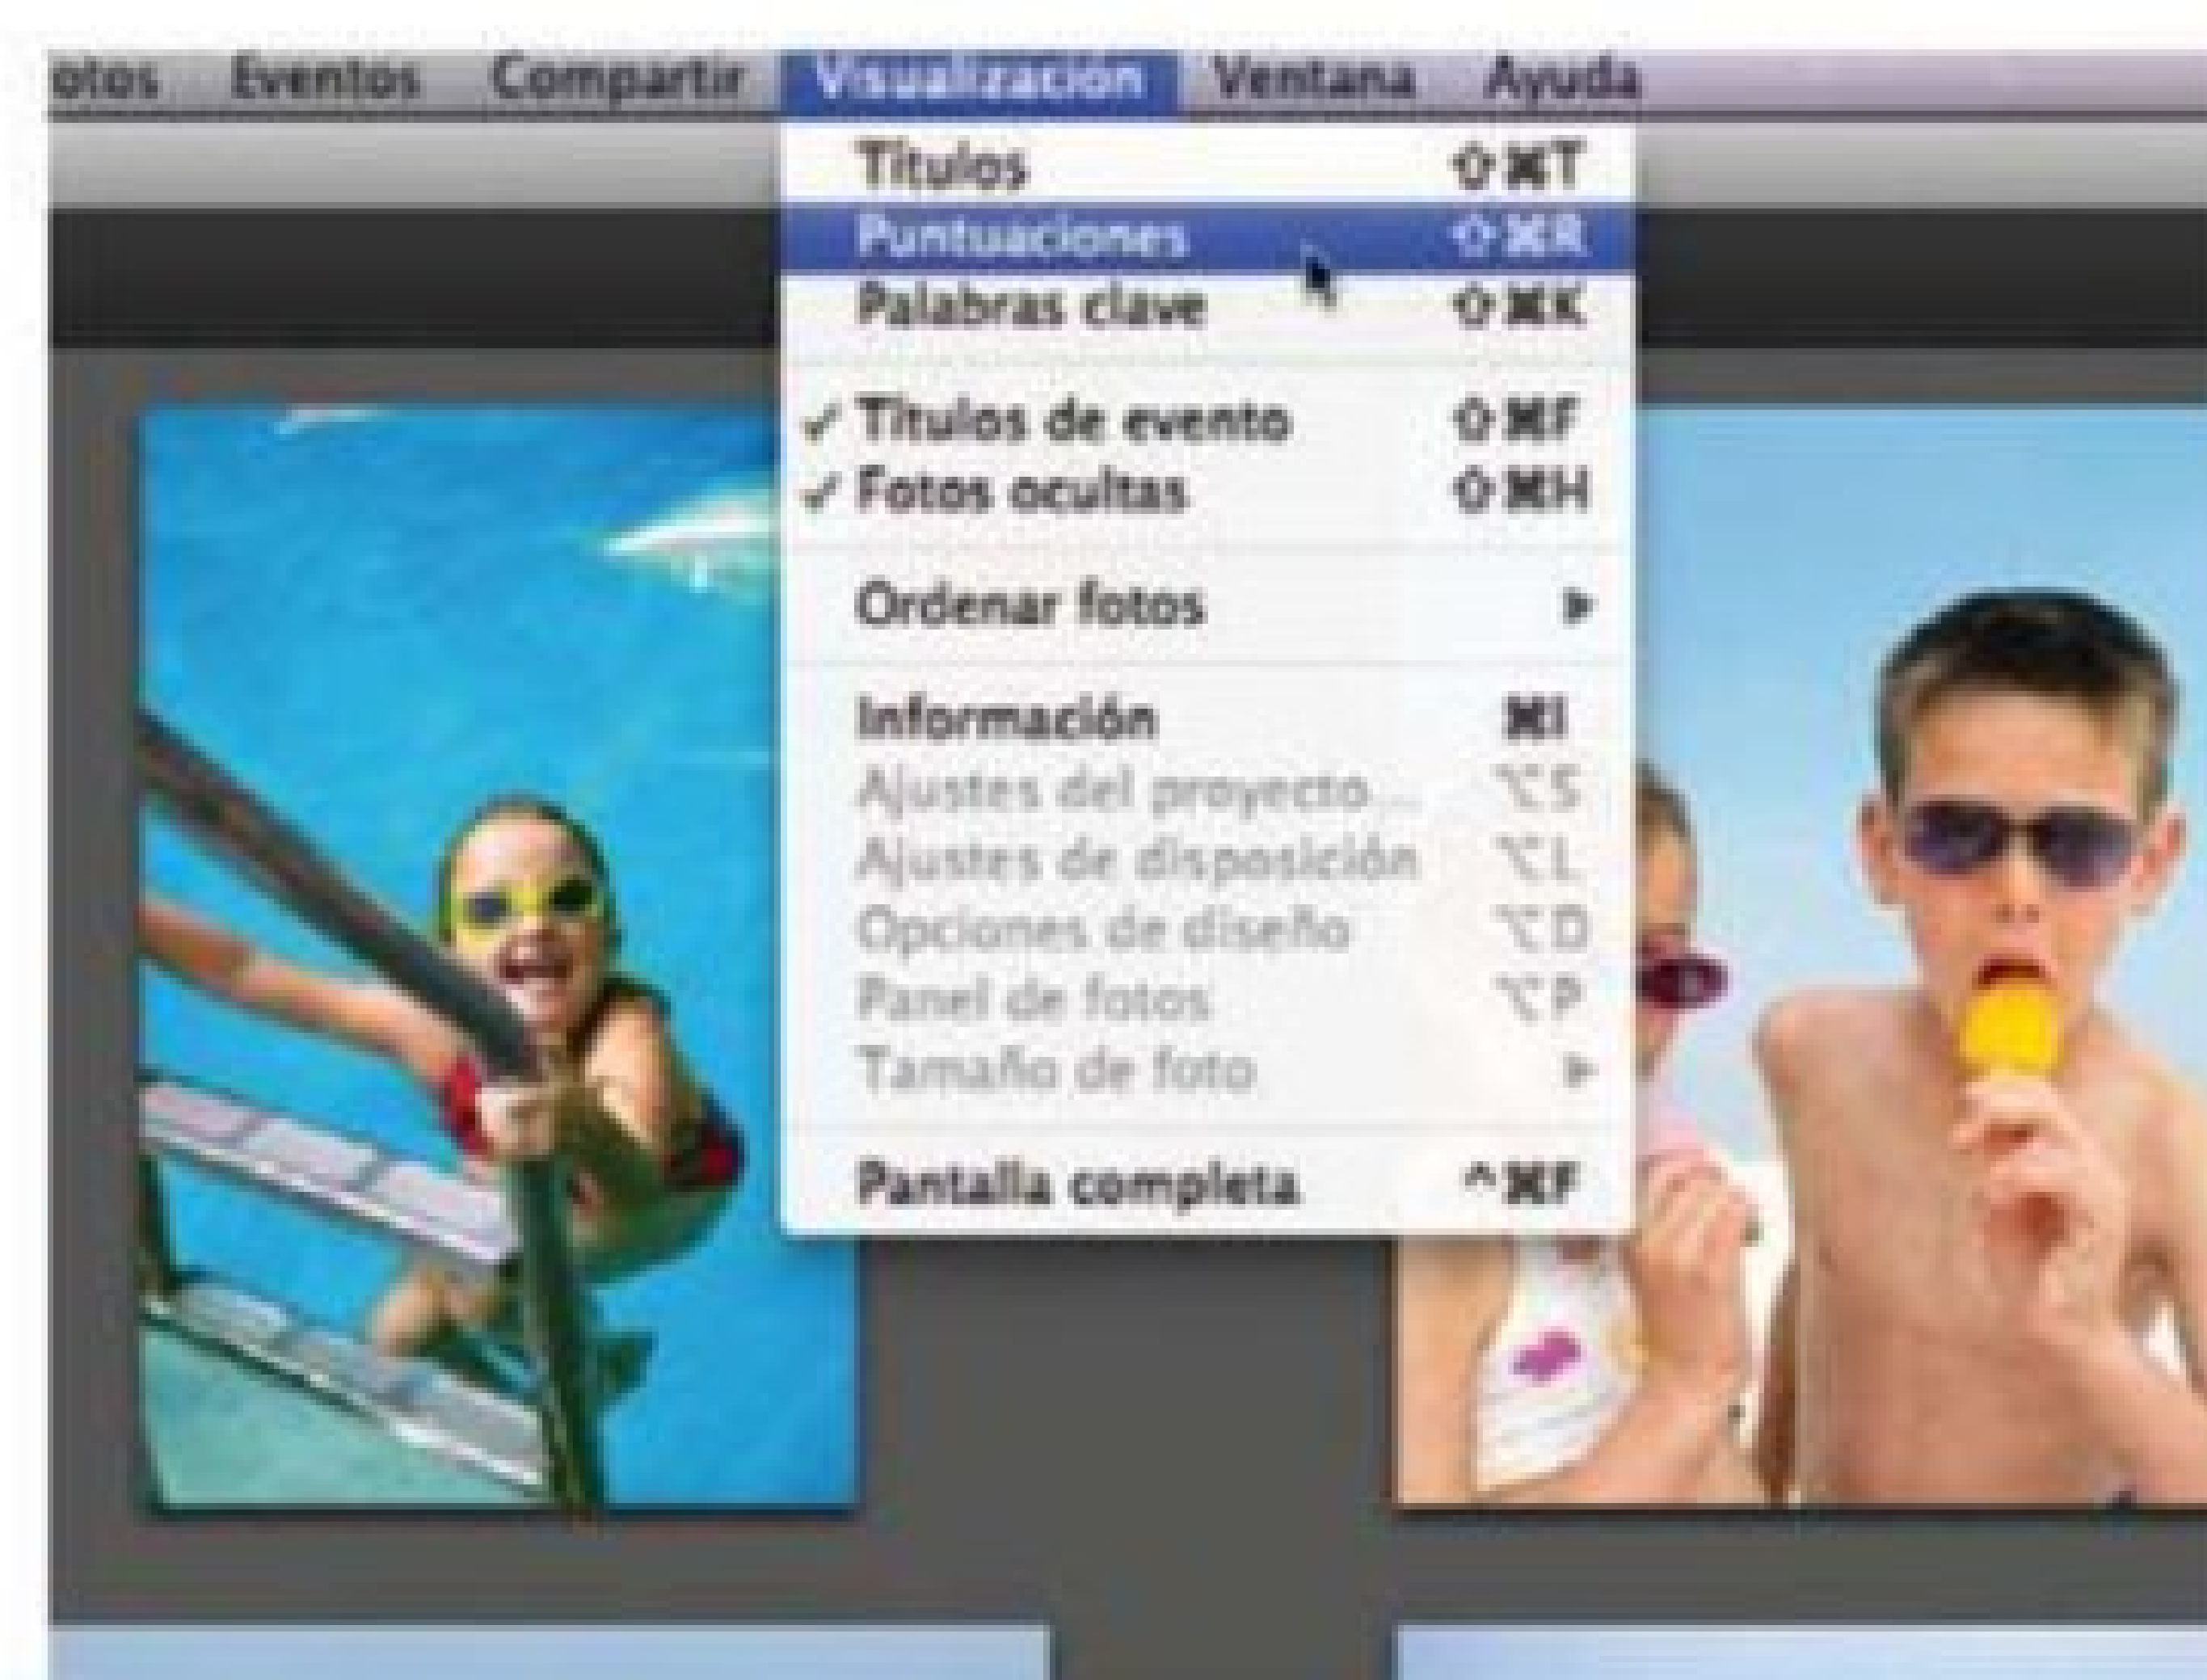 otos Eventos Compartir Visualización Ventana Ayuda
Títulos ⇧⌘T
Puntuaciones ⇧⌘R
Palabras clave ⇧⌘K
✓ Títulos de evento ⇧⌘F
✓ Fotos ocultas ⇧⌘H
Ordenar fotos ▶
Información ⌘I
Ajustes del proyecto... ⌥S
Ajustes de disposición ⌥L
Opciones de diseño ⌥D
Panel de fotos ⌥P
Tamaño de foto ▶
Pantalla completa ^⌘F